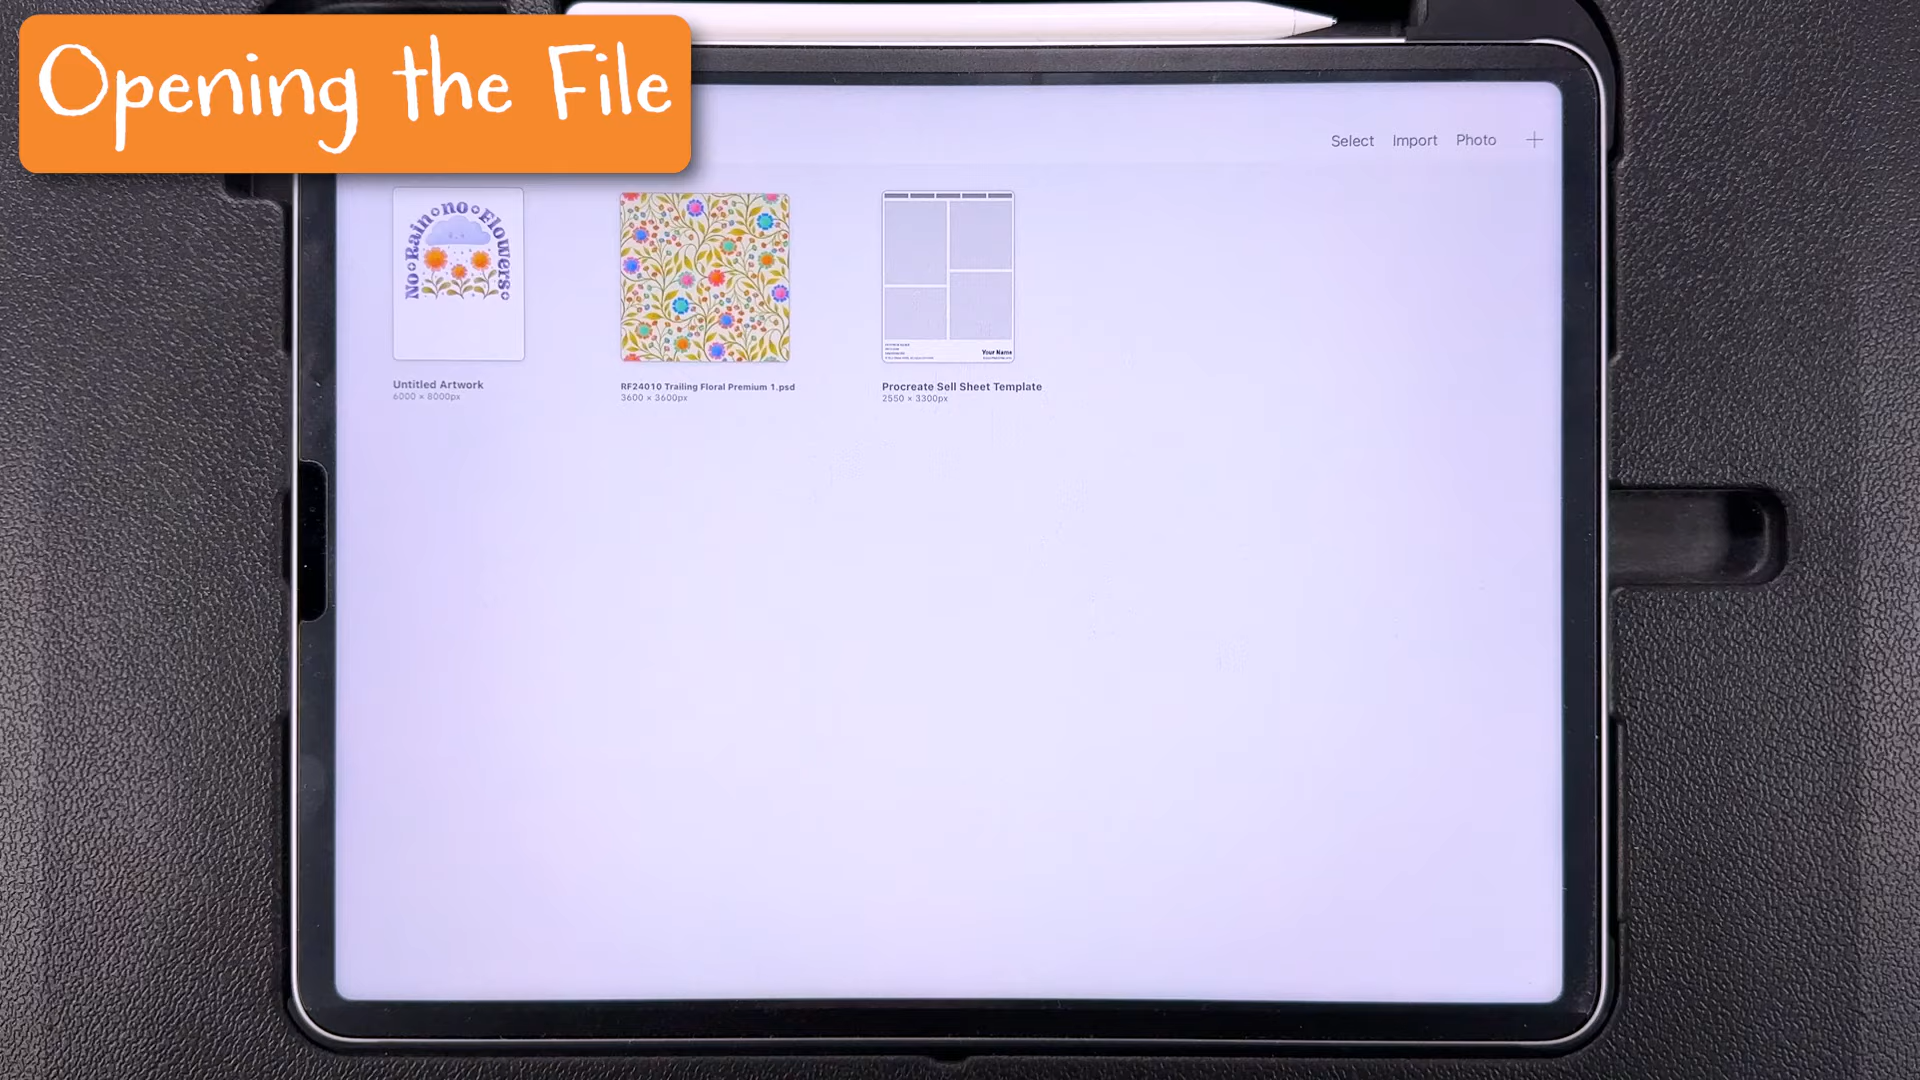 Opening the File
Select Import Photo
No Rain no Flowers
Your Name
Untitled Artwork
6000 × 8000px
RF24010 Trailing Floral Premium 1.psd
3600 × 3600px
Procreate Sell Sheet Template
2550 × 3300px